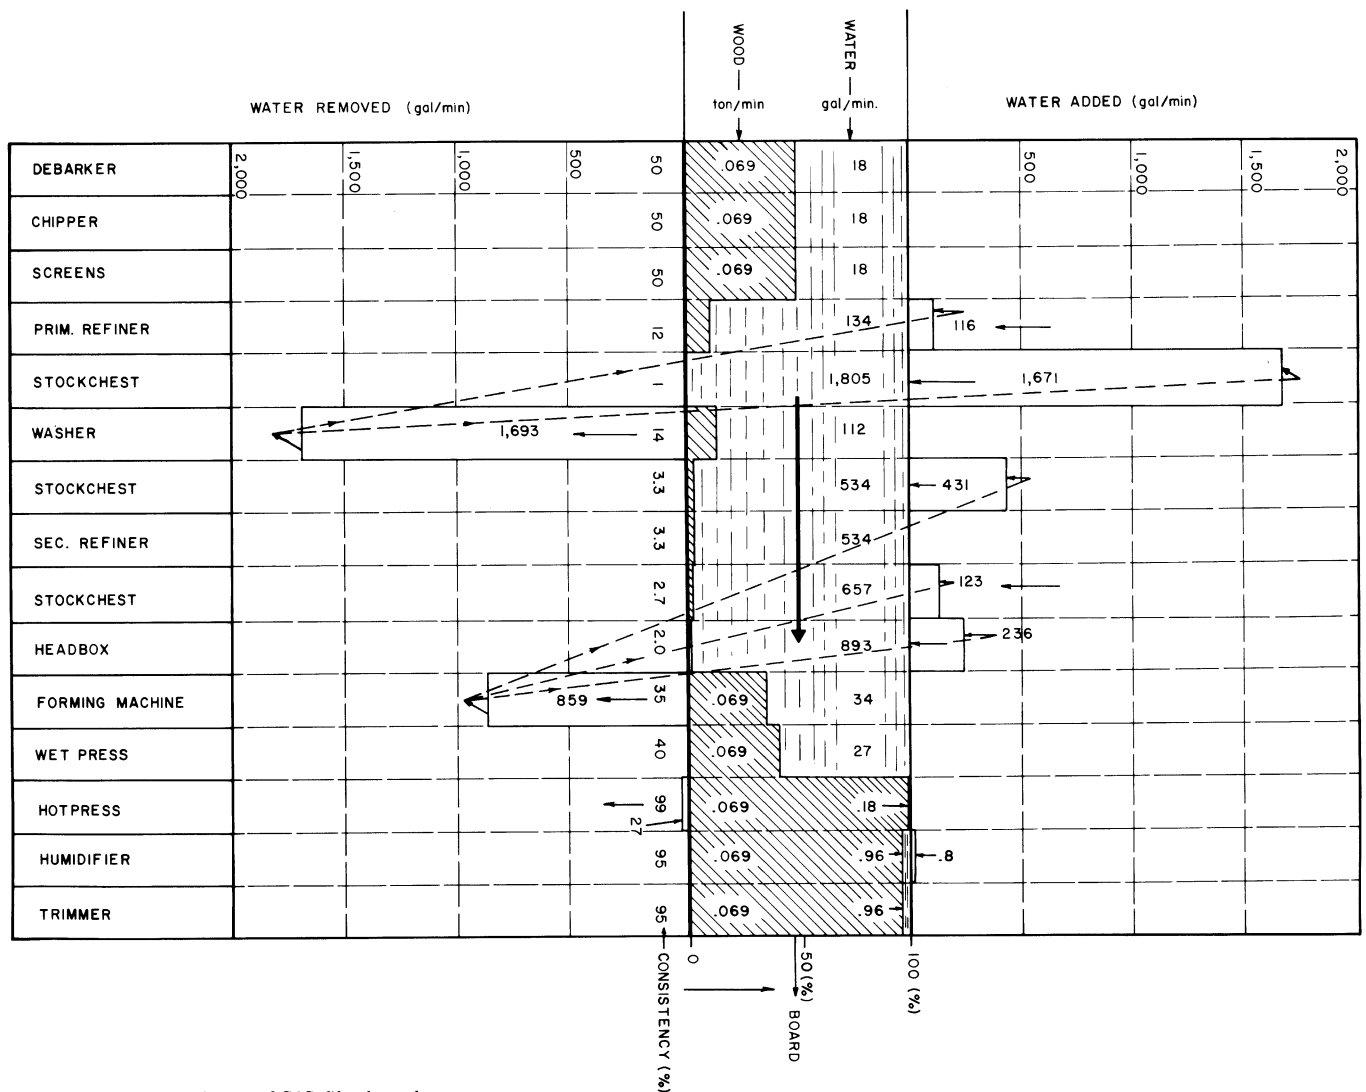 WOOD
WATER
WATER REMOVED (gal/min)
ton/min
gal/min.
WATER ADDED (gal/min)
2,000
1,500
1,000
500
500
1,000
1,500
2,000
DEBARKER
50
.069
18
CHIPPER
50
.069
18
SCREENS
50
.069
18
PRIM. REFINER
12
134
116
STOCKCHEST
1
1,805
1,671
WASHER
1,693
14
112
STOCKCHEST
3.3
534
431
SEC. REFINER
3.3
534
STOCKCHEST
2.7
657
123
HEADBOX
2.0
893
236
FORMING MACHINE
859
35
.069
34
WET PRESS
40
.069
27
HOTPRESS
27
99
.069
.18
HUMIDIFIER
95
.069
.96
.8
TRIMMER
95
.069
.96
CONSISTENCY (%)
0
50 (%)
100 (%)
BOARD